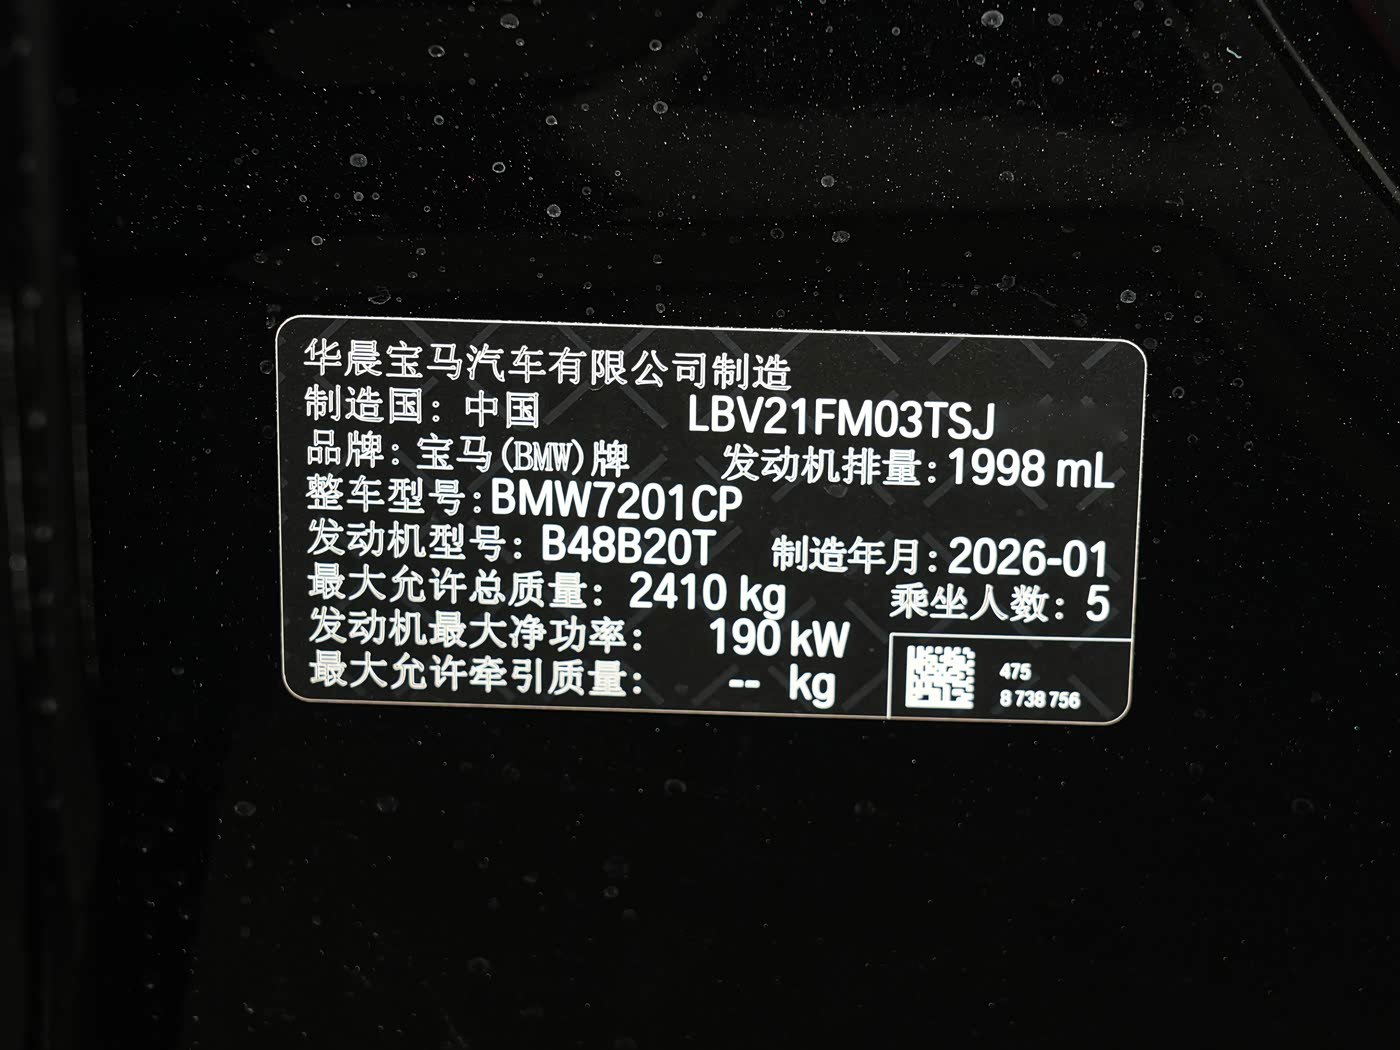 华晨宝马汽车有限公司制造
制造国：中国 LBV21FM03TSJ
品牌：宝马(BMW)牌 发动机排量：1998 mL
整车型号：BMW7201CP
发动机型号：B48B20T 制造年月：2026-01
最大允许总质量：2410 kg 乘坐人数：5
发动机最大净功率：190 kW
最大允许牵引质量：-- kg
475
8 738 756